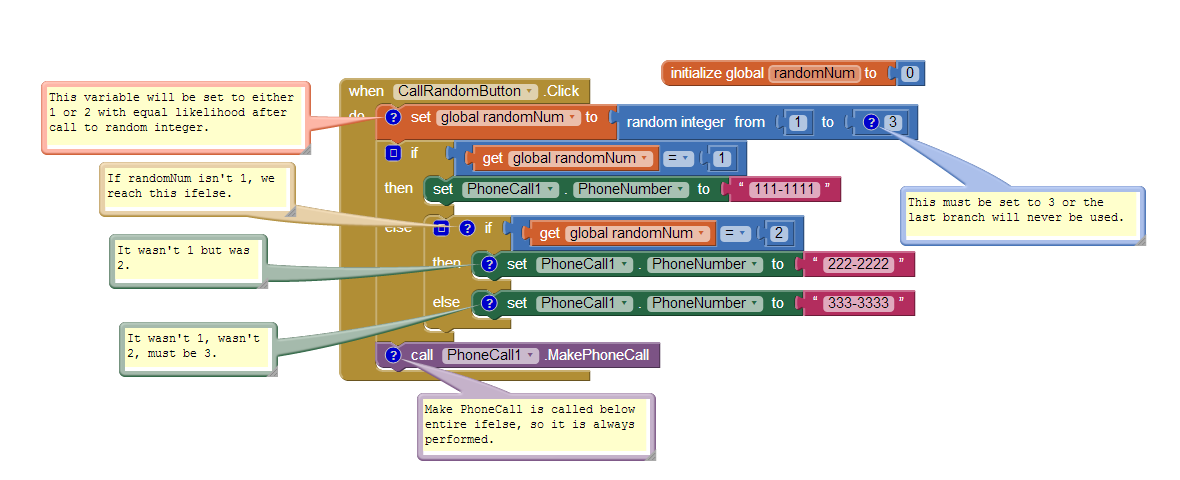 initialize global randomNum to 0
This variable will be set to either
1 or 2 with equal likelihood after
call to random integer.
when CallRandomButton .Click
do ? set global randomNum to random integer from 1 to ? 3
if get global randomNum = 1
If randomNum isn't 1, we
reach this ifelse.
then set PhoneCall1 . PhoneNumber to " 111-1111 "
This must be set to 3 or the
last branch will never be used.
else ? if get global randomNum = 2
It wasn't 1 but was
2.
then ? set PhoneCall1 . PhoneNumber to " 222-2222 "
else ? set PhoneCall1 . PhoneNumber to " 333-3333 "
It wasn't 1, wasn't
2, must be 3.
? call PhoneCall1 .MakePhoneCall
Make PhoneCall is called below
entire ifelse, so it is always
performed.